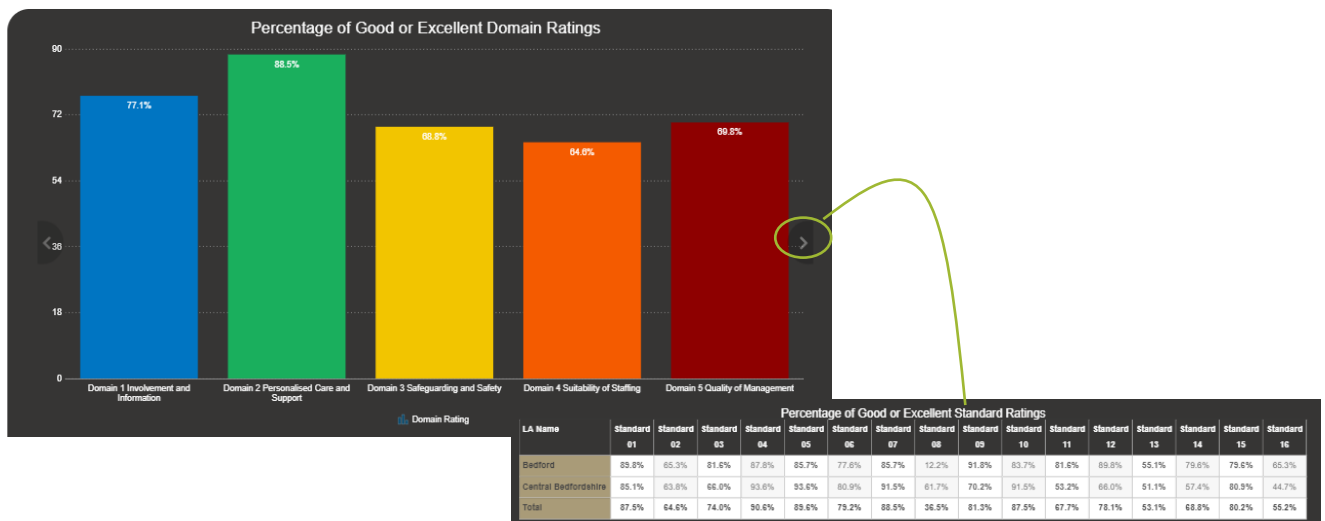 Percentage of Good or Excellent Domain Ratings
90
72
54
36
18
0
77.1%
88.5%
68.8%
64.6%
69.8%
Domain 1 Involvement and
Information
Domain 2 Personalised Care and
Support
Domain 3 Safeguarding and Safety
Domain 4 Suitability of Staffing
Domain 5 Quality of Management
Domain Rating
Percentage of Good or Excellent Standard Ratings
LA Name Standard 01 Standard 02 Standard 03 Standard 04 Standard 05 Standard 06 Standard 07 Standard 08 Standard 09 Standard 10 Standard 11 Standard 12 Standard 13 Standard 14 Standard 15 Standard 16
Bedford 89.8% 65.3% 81.6% 87.8% 85.7% 77.6% 85.7% 12.2% 91.8% 83.7% 81.6% 89.8% 55.1% 79.6% 79.6% 65.3%
Central Bedfordshire 85.1% 63.8% 66.0% 93.6% 93.6% 80.9% 91.5% 61.7% 70.2% 91.5% 53.2% 66.0% 51.1% 57.4% 80.9% 44.7%
Total 87.5% 64.6% 74.0% 90.6% 89.6% 79.2% 88.5% 36.5% 81.3% 87.5% 67.7% 78.1% 53.1% 68.8% 80.2% 55.2%